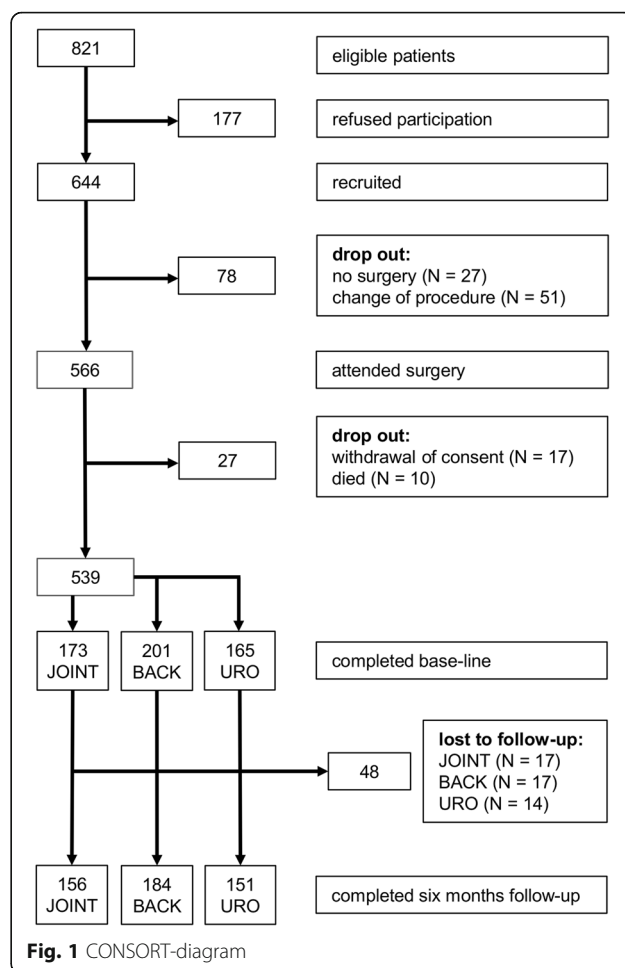 821
eligible patients
177
refused participation
644
recruited
78
drop out:
no surgery (N = 27)
change of procedure (N = 51)
566
attended surgery
27
drop out:
withdrawal of consent (N = 17)
died (N = 10)
539
173
JOINT
201
BACK
165
URO
completed base-line
48
lost to follow-up:
JOINT (N = 17)
BACK (N = 17)
URO (N = 14)
156
JOINT
184
BACK
151
URO
completed six months follow-up
Fig. 1 CONSORT-diagram